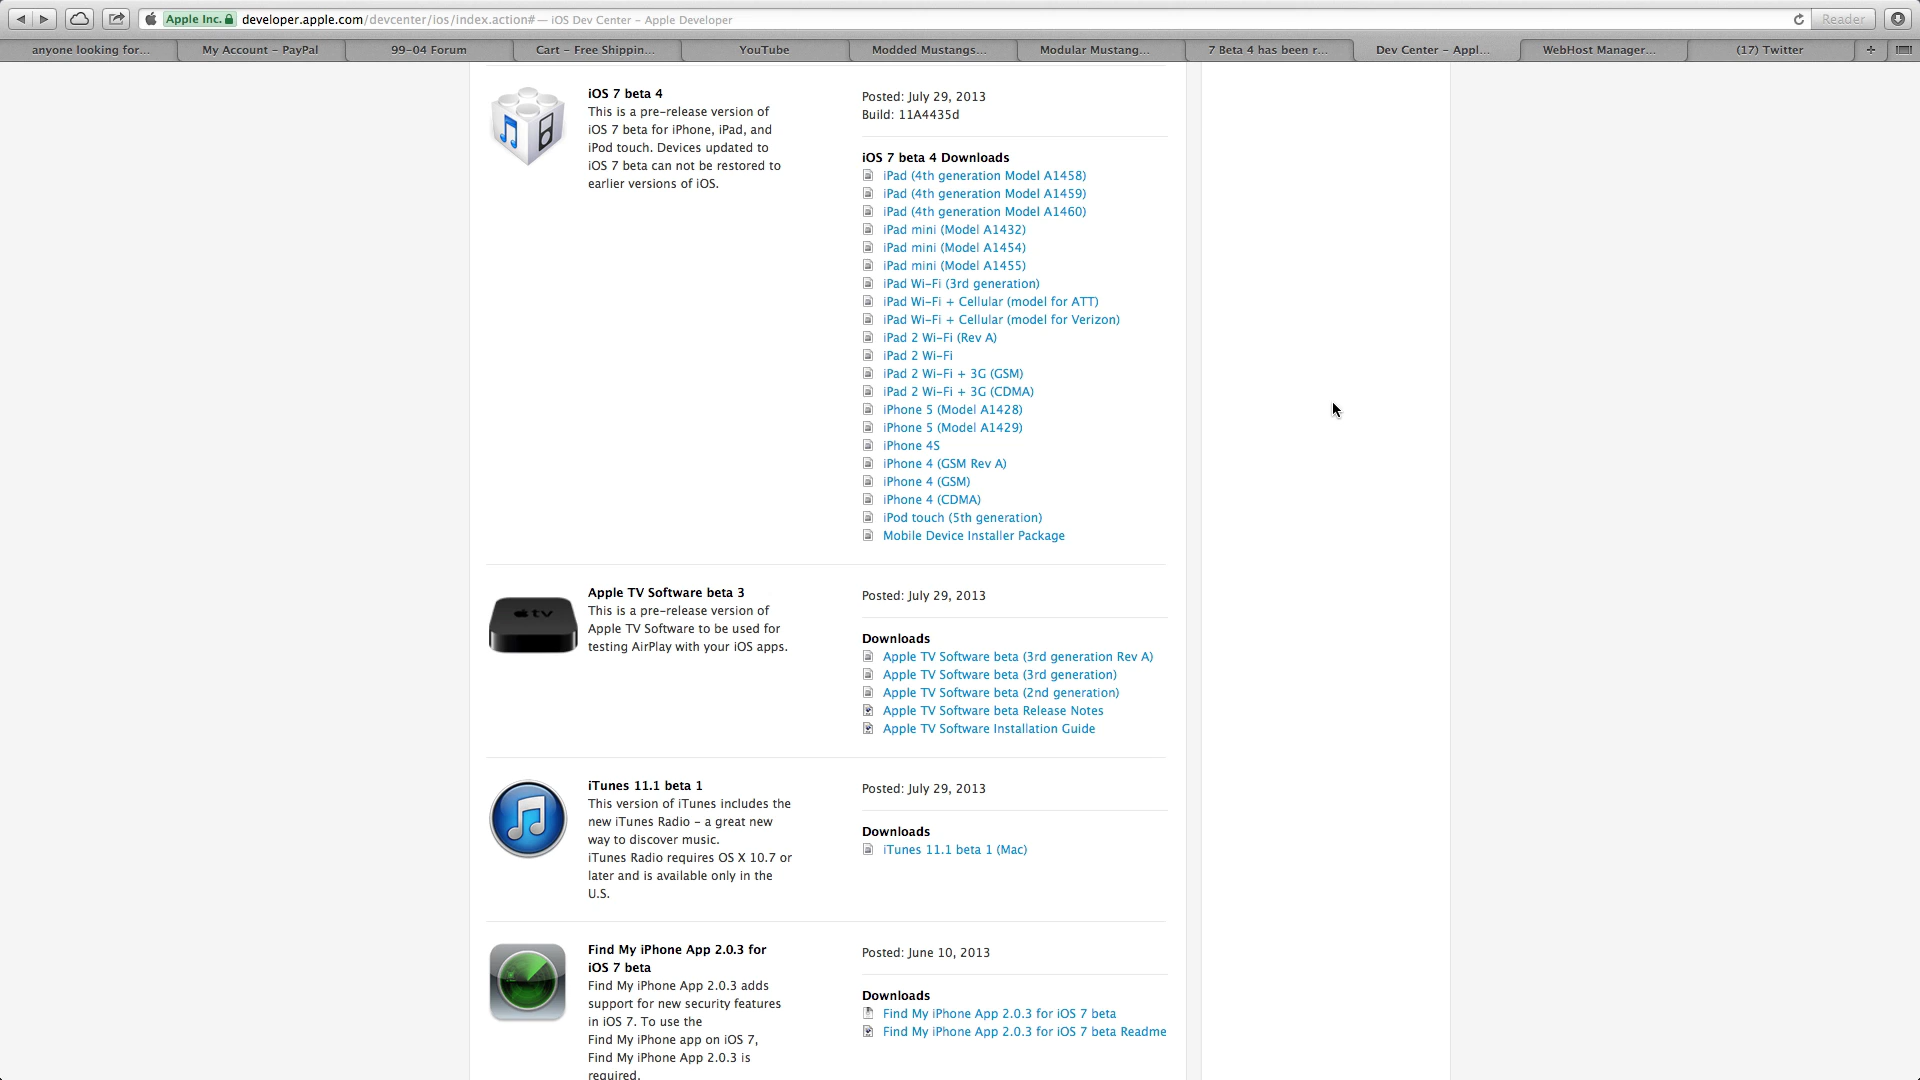 Apple Inc. developer.apple.com/devcenter/ios/index.action# — iOS Dev Center – Apple Developer
Reader
anyone looking for...
My Account – PayPal
99–04 Forum
Cart – Free Shippin...
YouTube
Modded Mustangs...
Modular Mustang...
7 Beta 4 has been r...
Dev Center – Appl...
WebHost Manager...
(17) Twitter
iOS 7 beta 4
This is a pre-release version of
iOS 7 beta for iPhone, iPad, and
iPod touch. Devices updated to
iOS 7 beta can not be restored to
earlier versions of iOS.
Posted: July 29, 2013
Build: 11A4435d
iOS 7 beta 4 Downloads
iPad (4th generation Model A1458)
iPad (4th generation Model A1459)
iPad (4th generation Model A1460)
iPad mini (Model A1432)
iPad mini (Model A1454)
iPad mini (Model A1455)
iPad Wi-Fi (3rd generation)
iPad Wi-Fi + Cellular (model for ATT)
iPad Wi-Fi + Cellular (model for Verizon)
iPad 2 Wi-Fi (Rev A)
iPad 2 Wi-Fi
iPad 2 Wi-Fi + 3G (GSM)
iPad 2 Wi-Fi + 3G (CDMA)
iPhone 5 (Model A1428)
iPhone 5 (Model A1429)
iPhone 4S
iPhone 4 (GSM Rev A)
iPhone 4 (GSM)
iPhone 4 (CDMA)
iPod touch (5th generation)
Mobile Device Installer Package
tv
Apple TV Software beta 3
This is a pre-release version of
Apple TV Software to be used for
testing AirPlay with your iOS apps.
Posted: July 29, 2013
Downloads
Apple TV Software beta (3rd generation Rev A)
Apple TV Software beta (3rd generation)
Apple TV Software beta (2nd generation)
Apple TV Software beta Release Notes
Apple TV Software Installation Guide
iTunes 11.1 beta 1
This version of iTunes includes the
new iTunes Radio – a great new
way to discover music.
iTunes Radio requires OS X 10.7 or
later and is available only in the
U.S.
Posted: July 29, 2013
Downloads
iTunes 11.1 beta 1 (Mac)
Find My iPhone App 2.0.3 for
iOS 7 beta
Find My iPhone App 2.0.3 adds
support for new security features
in iOS 7. To use the
Find My iPhone app on iOS 7,
Find My iPhone App 2.0.3 is
required.
Posted: June 10, 2013
Downloads
Find My iPhone App 2.0.3 for iOS 7 beta
Find My iPhone App 2.0.3 for iOS 7 beta Readme